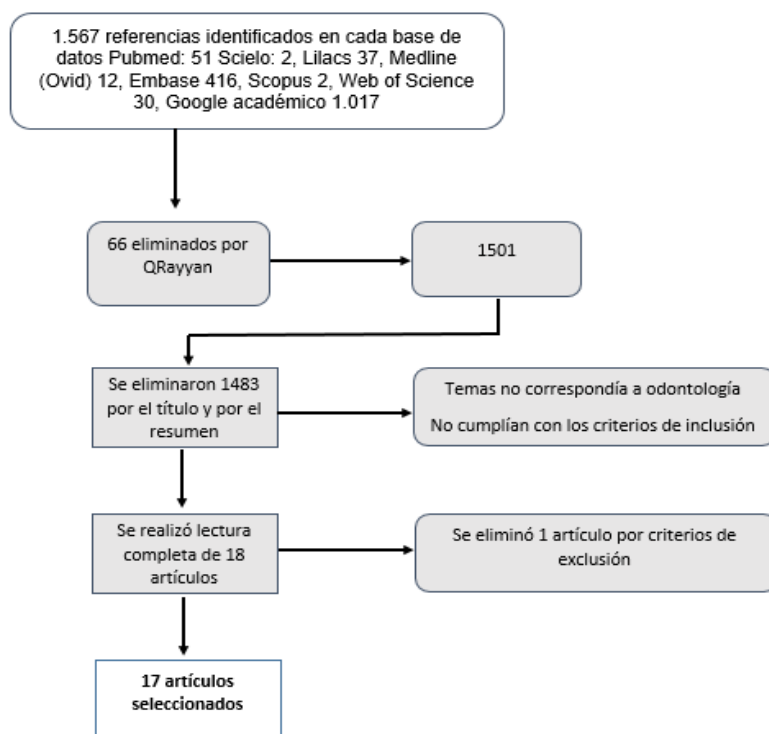 1.567 referencias identificados en cada base de
datos Pubmed: 51 Scielo: 2, Lilacs 37, Medline
(Ovid) 12, Embase 416, Scopus 2, Web of Science
30, Google académico 1.017
66 eliminados por
QRayyan
1501
Se eliminaron 1483
por el título y por el
resumen
Temas no correspondía a odontología
No cumplían con los criterios de inclusión
Se realizó lectura
completa de 18
artículos
Se eliminó 1 artículo por criterios de
exclusión
17 artículos
seleccionados